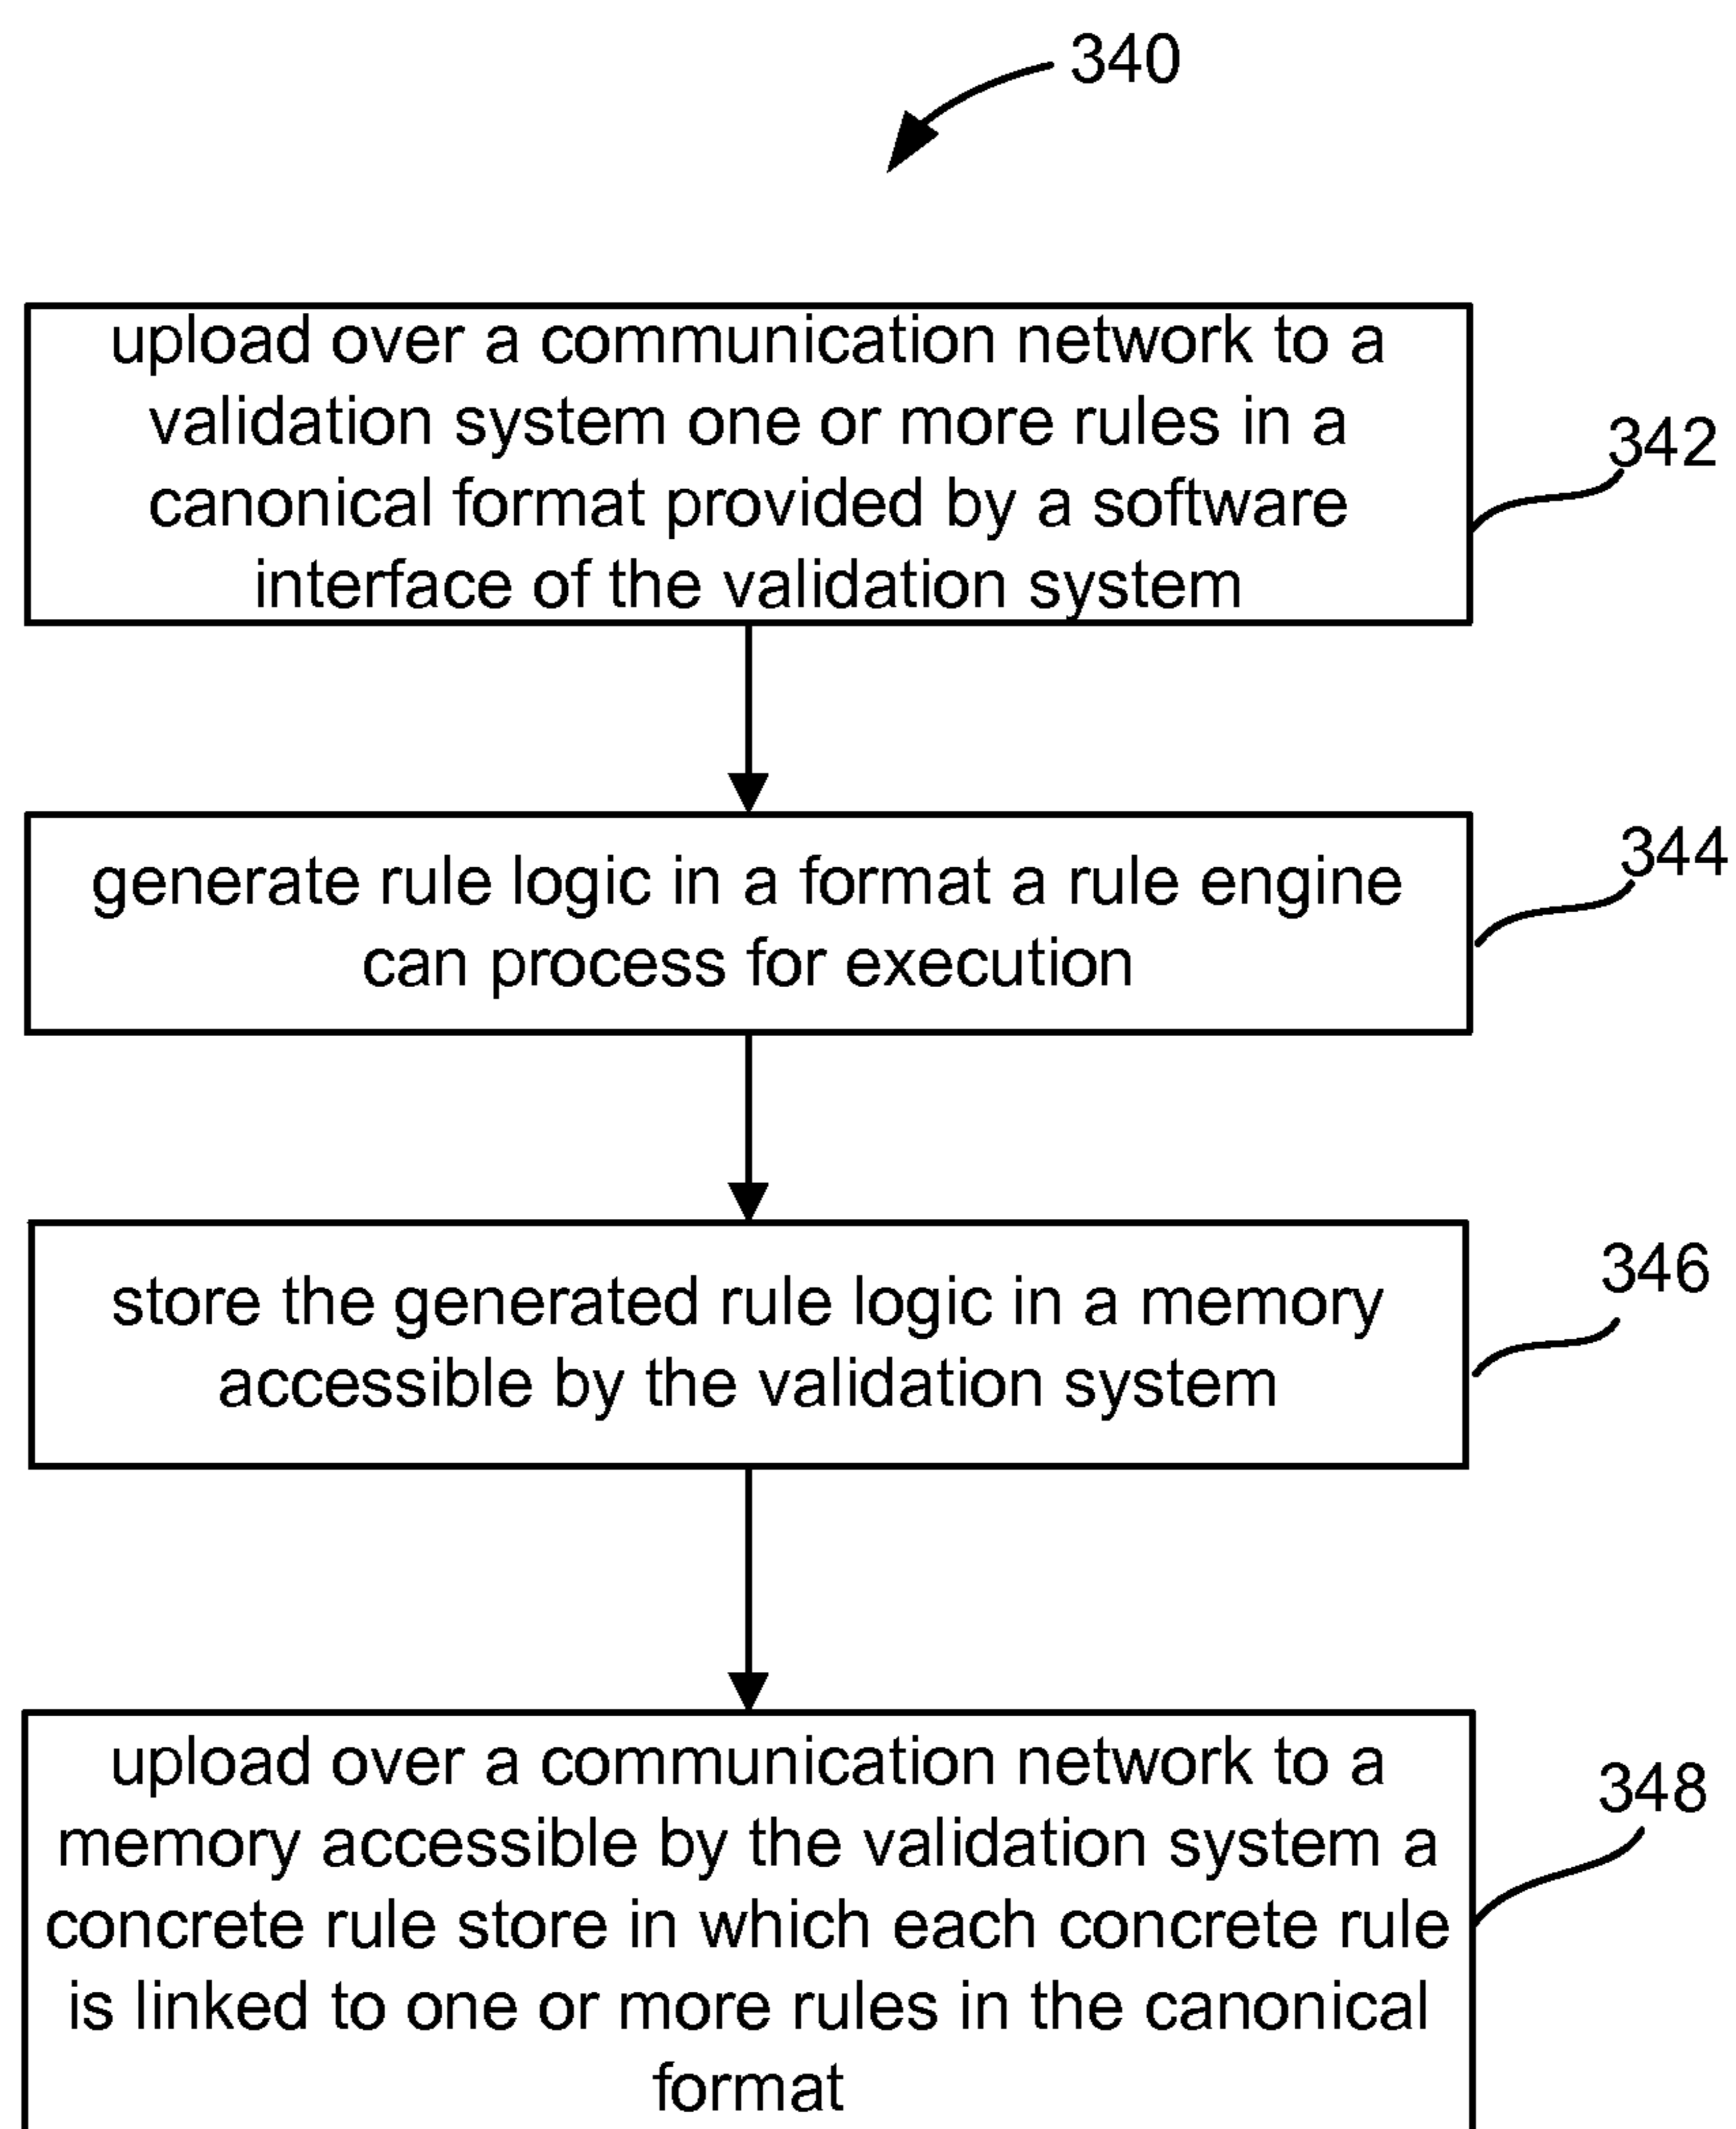 340
upload over a communication network to a
validation system one or more rules in a
canonical format provided by a software
interface of the validation system
342
generate rule logic in a format a rule engine
can process for execution
344
store the generated rule logic in a memory
accessible by the validation system
346
upload over a communication network to a
memory accessible by the validation system a
concrete rule store in which each concrete rule
is linked to one or more rules in the canonical
format
348